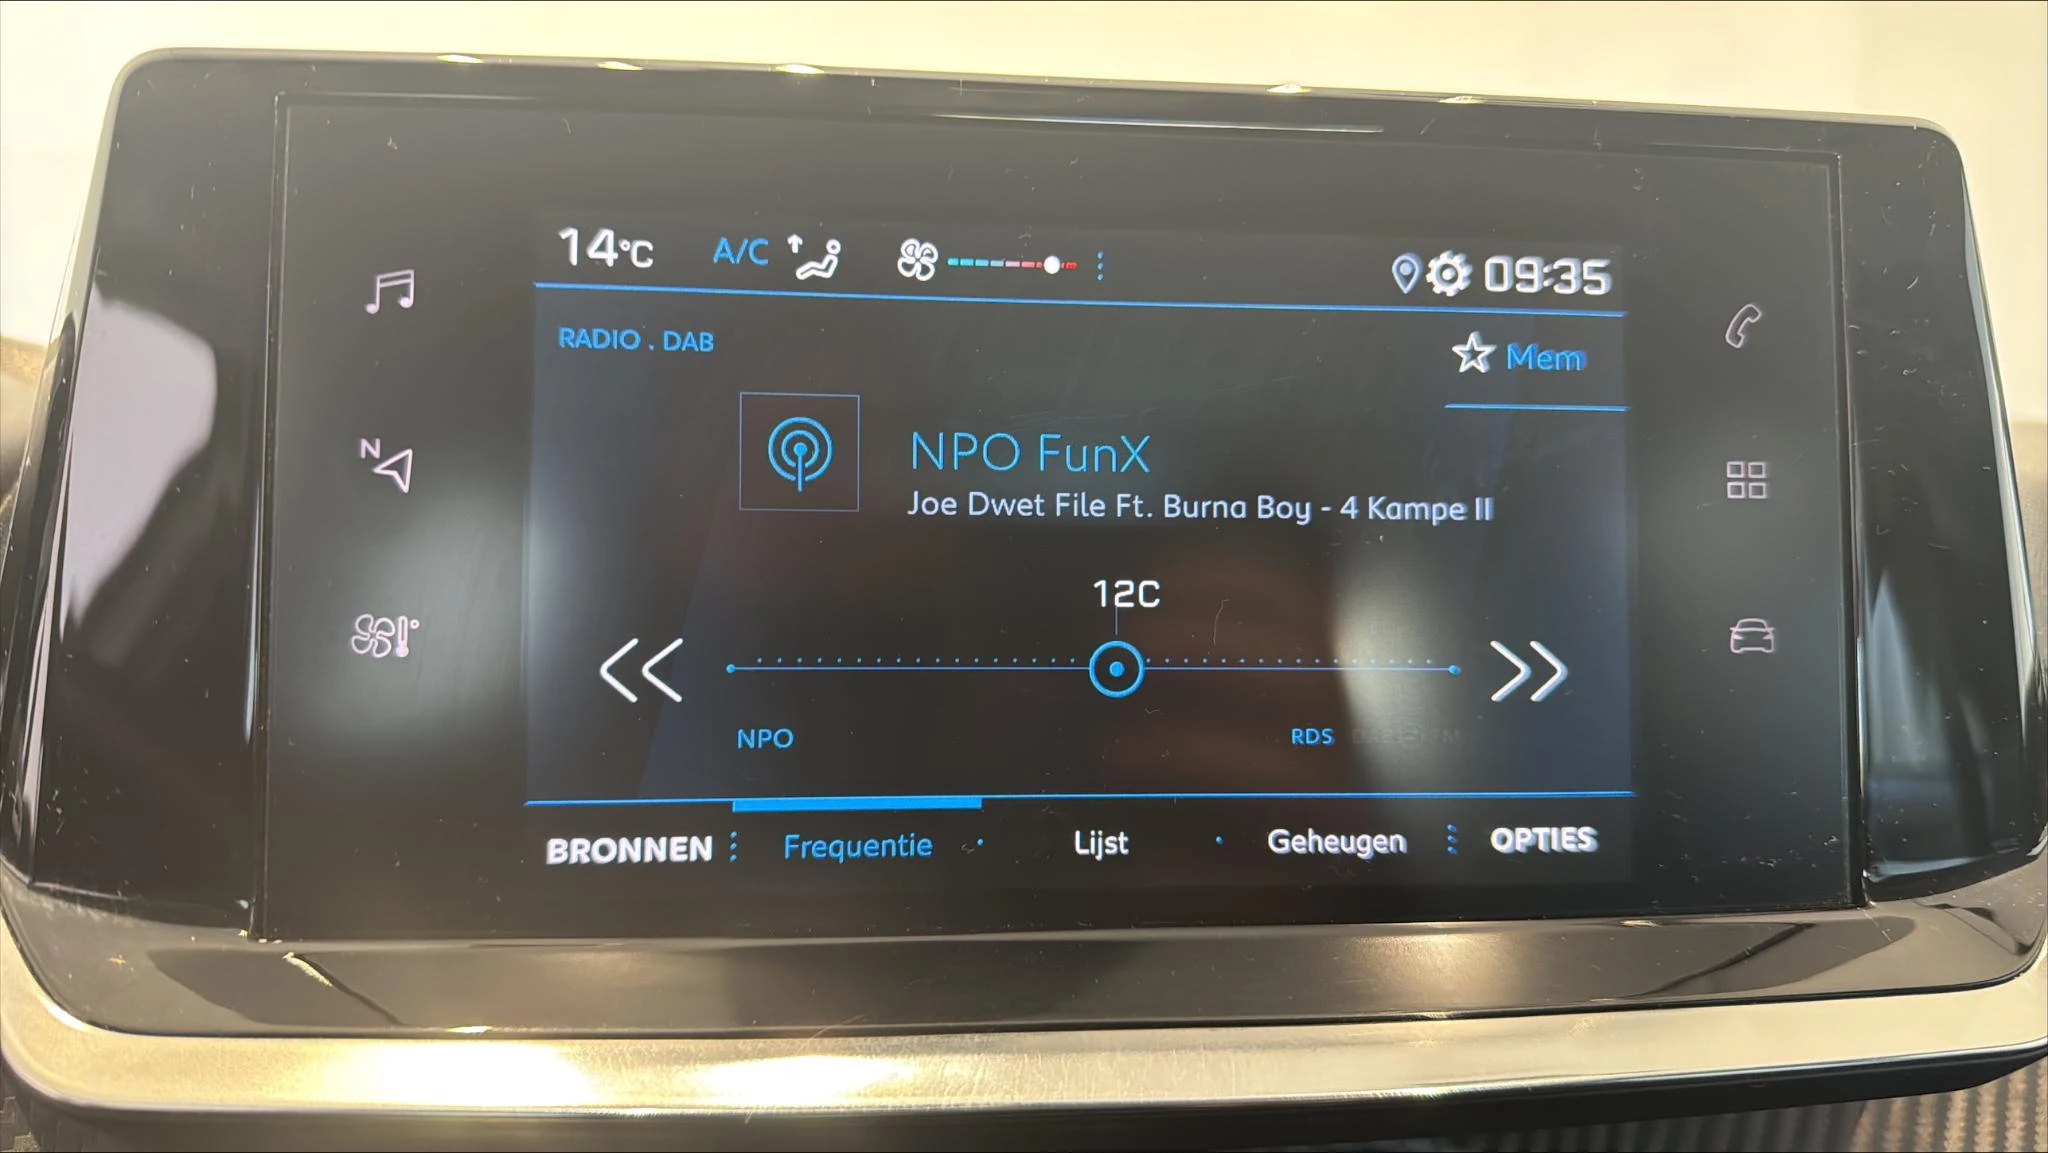 14°C A/C 09:35
RADIO . DAB
Mem
N
NPO FunX
Joe Dwet File Ft. Burna Boy - 4 Kampe II
12C
NPO RDS
BRONNEN Frequentie Lijst Geheugen OPTIES